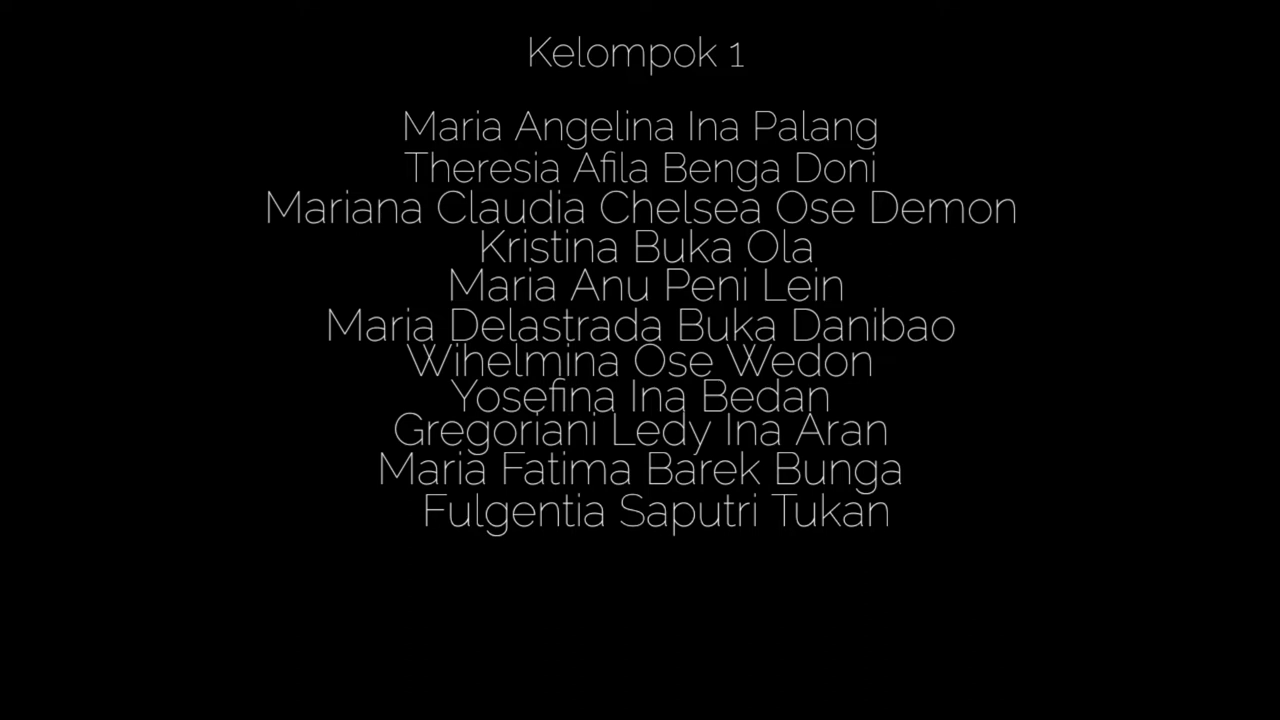 Kelompok 1
Maria Angelina Ina Palang
Theresia Afila Benga Doni
Mariana Claudia Chelsea Ose Demon
Kristina Buka Ola
Maria Anu Peni Lein
Maria Delastrada Buka Danibao
Wihelmina Ose Wedon
Yosefina Ina Bedan
Gregoriani Ledy Ina Aran
Maria Fatima Barek Bunga
Fulgentia Saputri Tukan